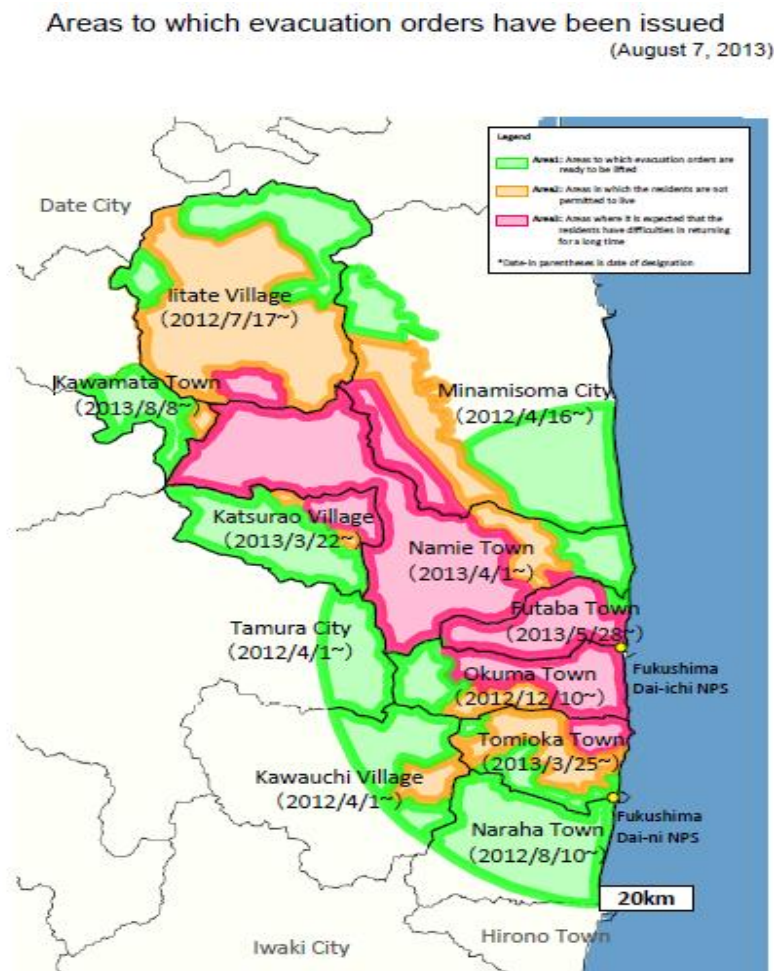 Areas to which evacuation orders have been issued
(August 7, 2013)
Legend
Area1: Areas to which evacuation orders are
ready to be lifted
Area2: Areas in which the residents are not
permitted to live
Area3: Areas where it is expected that the
residents have difficulties in returning
for a long time
*Date in parentheses is date of designation
Date City
Iitate Village
(2012/7/17~)
Kawamata Town
(2013/8/8~)
Minamisoma City
(2012/4/16~)
Katsurao Village
(2013/3/22~)
Namie Town
(2013/4/1~)
Futaba Town
(2013/5/28~)
Tamura City
(2012/4/1~)
Fukushima
Dai-ichi NPS
Okuma Town
(2012/12/10~)
Tomioka Town
(2013/3/25~)
Kawauchi Village
(2012/4/1~)
Fukushima
Dai-ni NPS
Naraha Town
(2012/8/10~)
20km
Hirono Town
Iwaki City